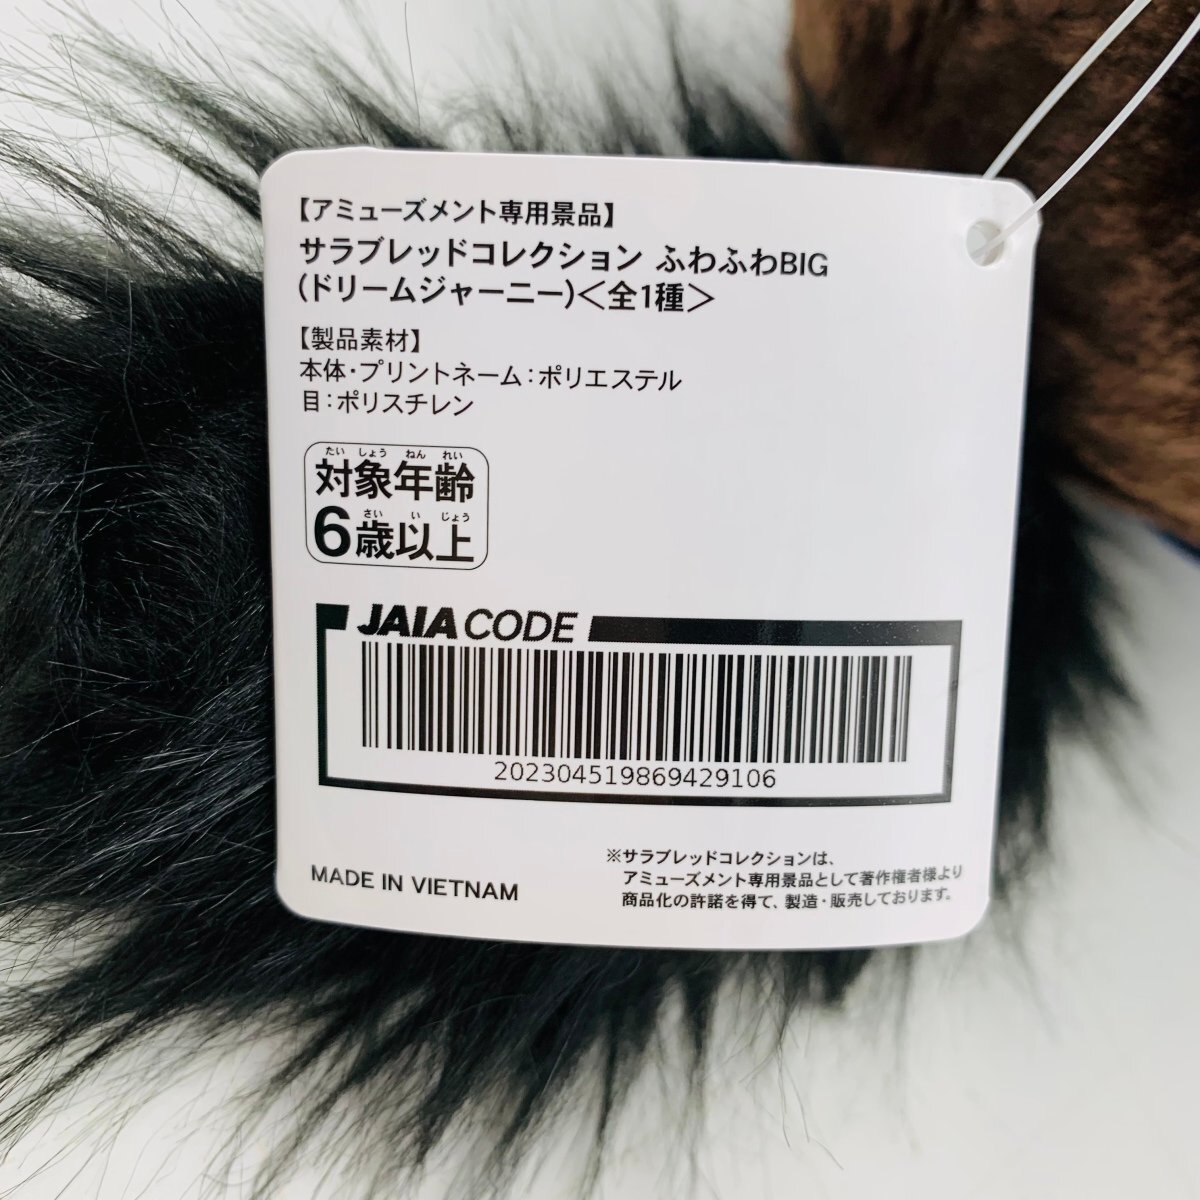 【アミューズメント専用景品】
サラブレッドコレクション ふわふわBIG
(ドリームジャーニー)＜全1種＞
【製品素材】
本体・プリントネーム：ポリエステル
目：ポリスチレン
たい しょう ねん れい
対象年齢
さい い じょう
6歳以上
JAIA CODE
202304519869429106
MADE IN VIETNAM
※サラブレッドコレクションは、
アミューズメント専用景品として著作権者様より
商品化の許諾を得て、製造・販売しております。